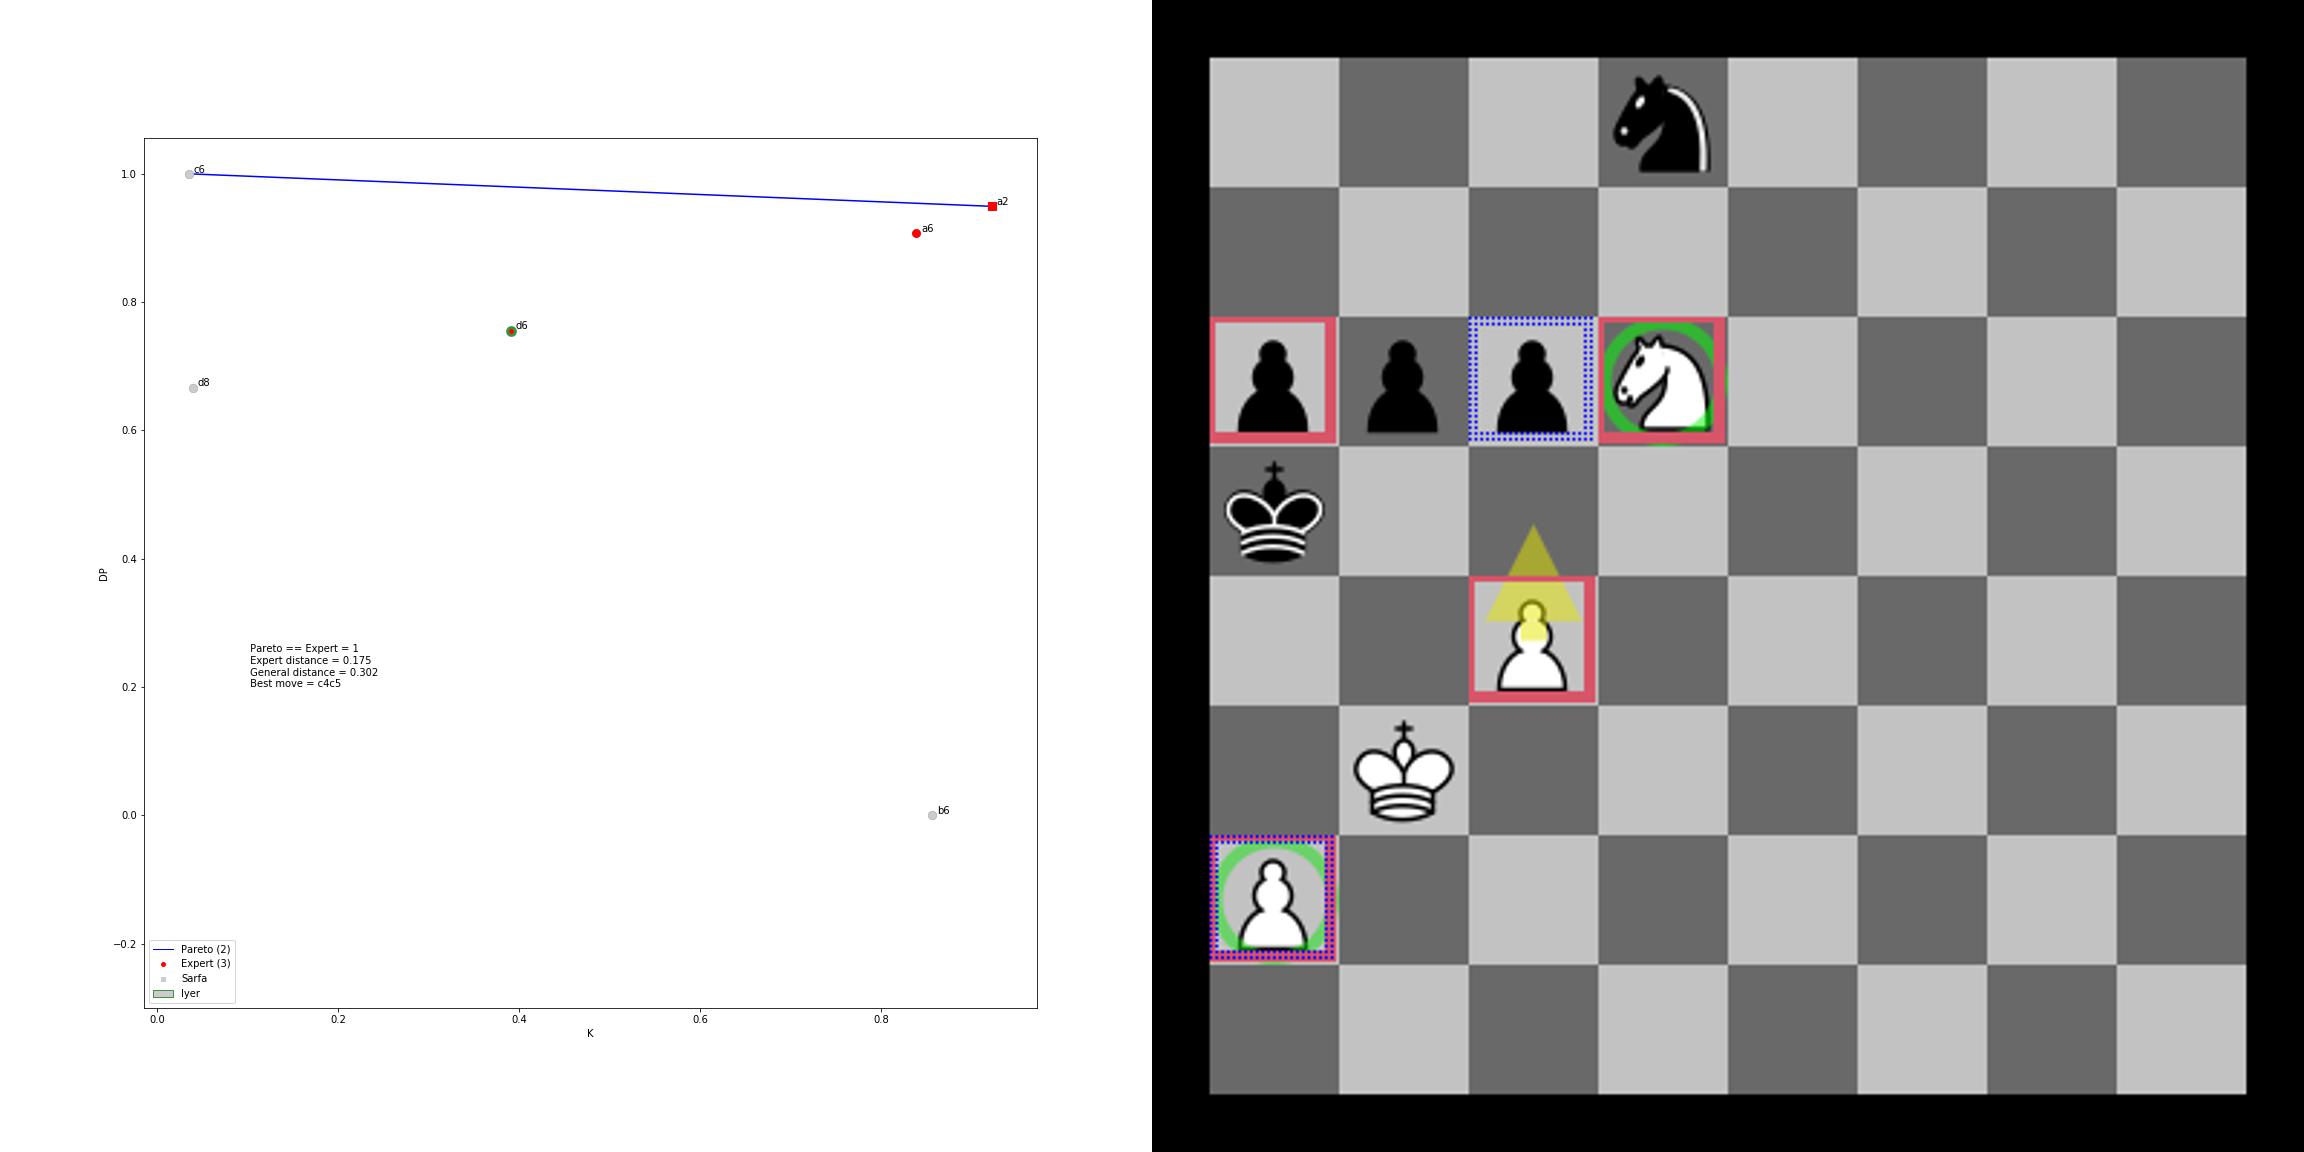 c6
a2
a6
d6
d8
b6
1.0
0.8
0.6
0.4
0.2
0.0
−0.2
DP
Pareto == Expert = 1
Expert distance = 0.175
General distance = 0.302
Best move = c4c5
Pareto (2)
Expert (3)
Sarfa
Iyer
0.0 0.2 0.4 0.6 0.8
K